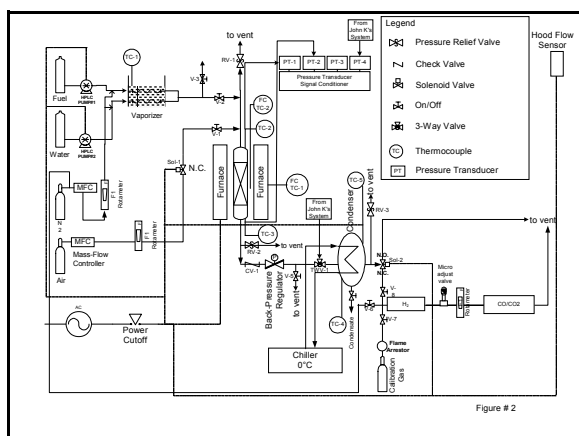 to vent
RV-1
TC-1
V-3
Fuel
HPLC
PUMP#1
Vaporizer
V-2
Water
HPLC
PUMP#2
V-1
Sol-1
N.C.
MFC
N
2
F1
Rotameter
MFC
Air
Mass-Flow
Controller
F1
Rotameter
AC
Power
Cutoff
From
John K's
System
PT-1
PT-2
PT-3
PT-4
Pressure Transducer
Signal Conditioner
FC
TC-2
TC-2
Furnace
Furnace
FC
TC-1
TC-3
RV-2
to vent
CV-1
Back-Pressure
Regulator
V-5
to vent
From
John K's
System
TWV-1
Condenser
TC-5
to vent
RV-3
TC-4
Condensate
Chiller
0°C
N.O.
Sol-2
N.C.
V-6
V-8
V-7
H2
Micro
adjust
valve
Rotameter
CO/CO2
to vent
Flame
Arrestor
Calibration
Gas
Hood Flow
Sensor
Legend
Pressure Relief Valve
Check Valve
Solenoid Valve
On/Off
3-Way Valve
TC
Thermocouple
PT
Pressure Transducer
Figure # 2